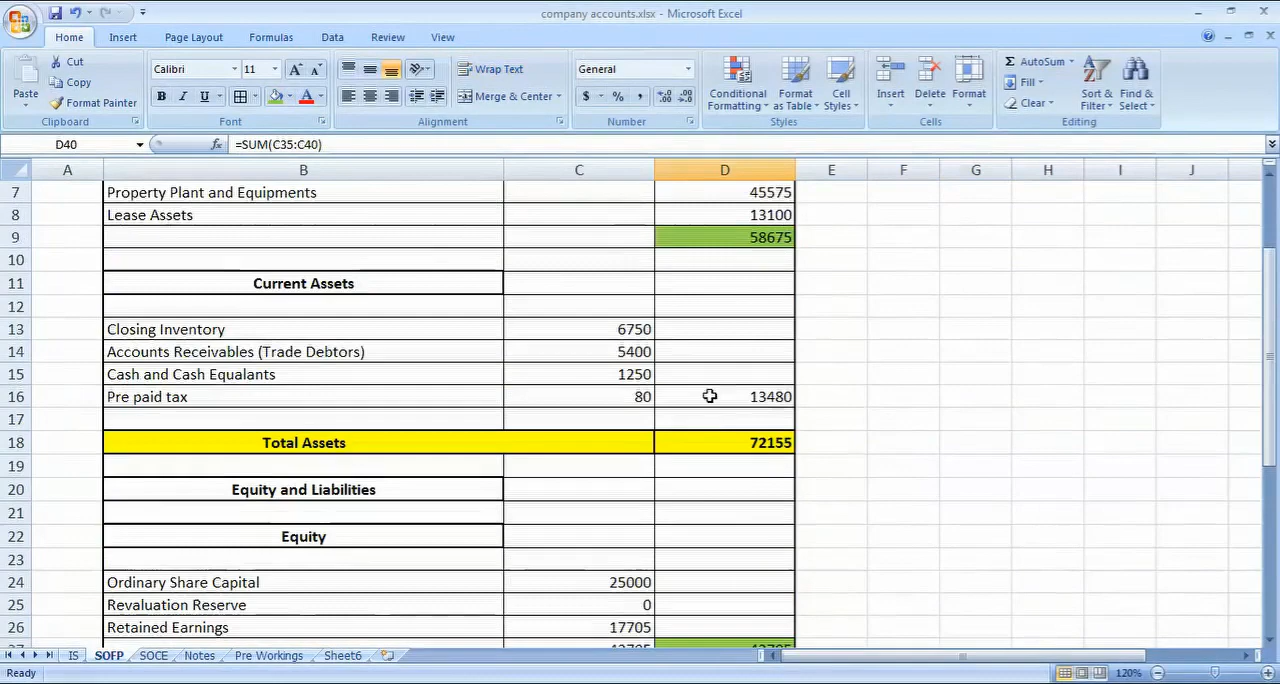 company accounts.xlsx - Microsoft Excel
Home Insert Page Layout Formulas Data Review View
Cut
Copy
Format Painter
Paste
Clipboard
Calibri 11
B I U
Font
Wrap Text
Merge & Center
Alignment
General
$ % ,
Number
Conditional Formatting
Format as Table
Cell Styles
Styles
Insert Delete Format
Cells
AutoSum
Fill
Clear
Sort & Filter
Find & Select
Editing
D40 fx =SUM(C35:C40)
A B C D E F G H I J
7 Property Plant and Equipments 45575
8 Lease Assets 13100
9 58675
10
11 Current Assets
12
13 Closing Inventory 6750
14 Accounts Receivables (Trade Debtors) 5400
15 Cash and Cash Equalants 1250
16 Pre paid tax 80 13480
17
18 Total Assets 72155
19
20 Equity and Liabilities
21
22 Equity
23
24 Ordinary Share Capital 25000
25 Revaluation Reserve 0
26 Retained Earnings 17705
IS SOFP SOCE Notes Pre Workings Sheet6
Ready 120%